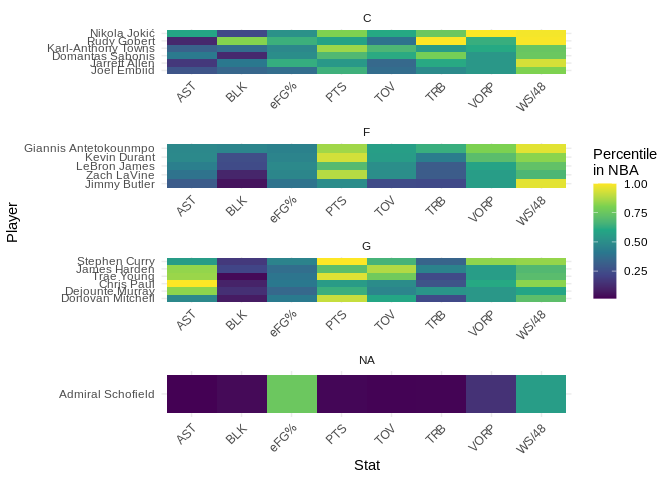 C
Nikola Jokić
Rudy Gobert
Karl-Anthony Towns
Domantas Sabonis
Jarrett Allen
Joel Embiid
AST BLK eFG% PTS TOV TRB VORP WS/48
F
Giannis Antetokounmpo
Kevin Durant
LeBron James
Zach LaVine
Jimmy Butler
AST BLK eFG% PTS TOV TRB VORP WS/48
G
Stephen Curry
James Harden
Trae Young
Chris Paul
Dejounte Murray
Donovan Mitchell
AST BLK eFG% PTS TOV TRB VORP WS/48
NA
Admiral Schofield
AST BLK eFG% PTS TOV TRB VORP WS/48
Stat
Player
Percentile
in NBA
1.00
0.75
0.50
0.25